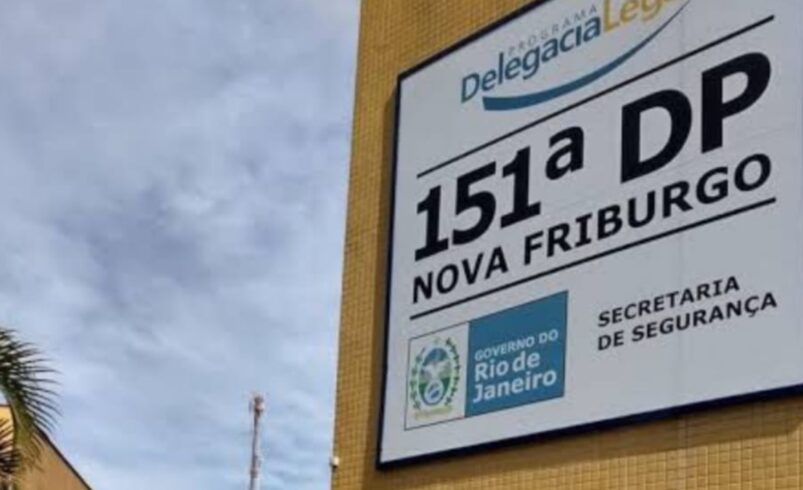 PROGRAMA
DelegaciaLegal
151ª DP
NOVA FRIBURGO
GOVERNO DO
Rio de
Janeiro
SECRETARIA
DE SEGURANÇA